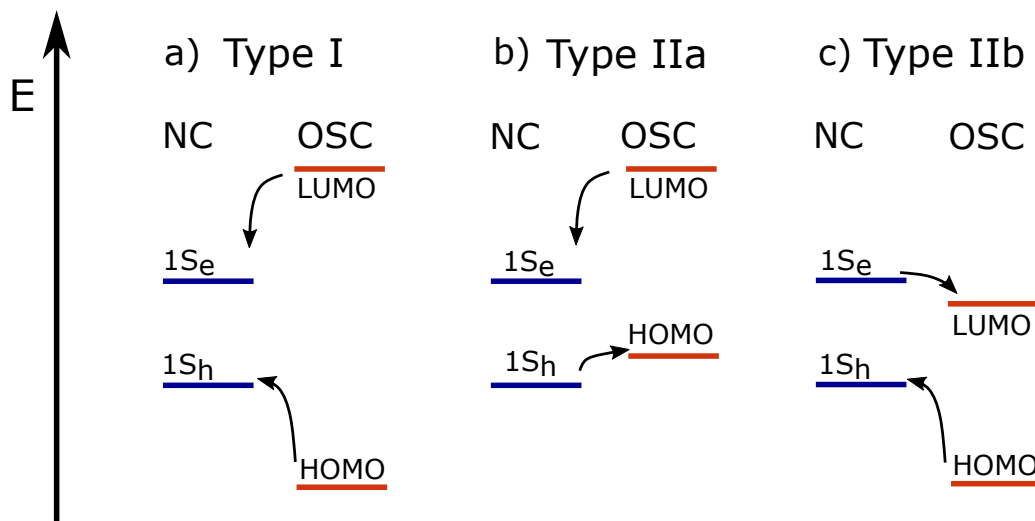 a) Type I
b) Type IIa
c) Type IIb
E
NC OSC
NC OSC
NC OSC
LUMO
1Se
1Sh
HOMO
LUMO
1Se
HOMO
1Sh
1Se
LUMO
1Sh
HOMO